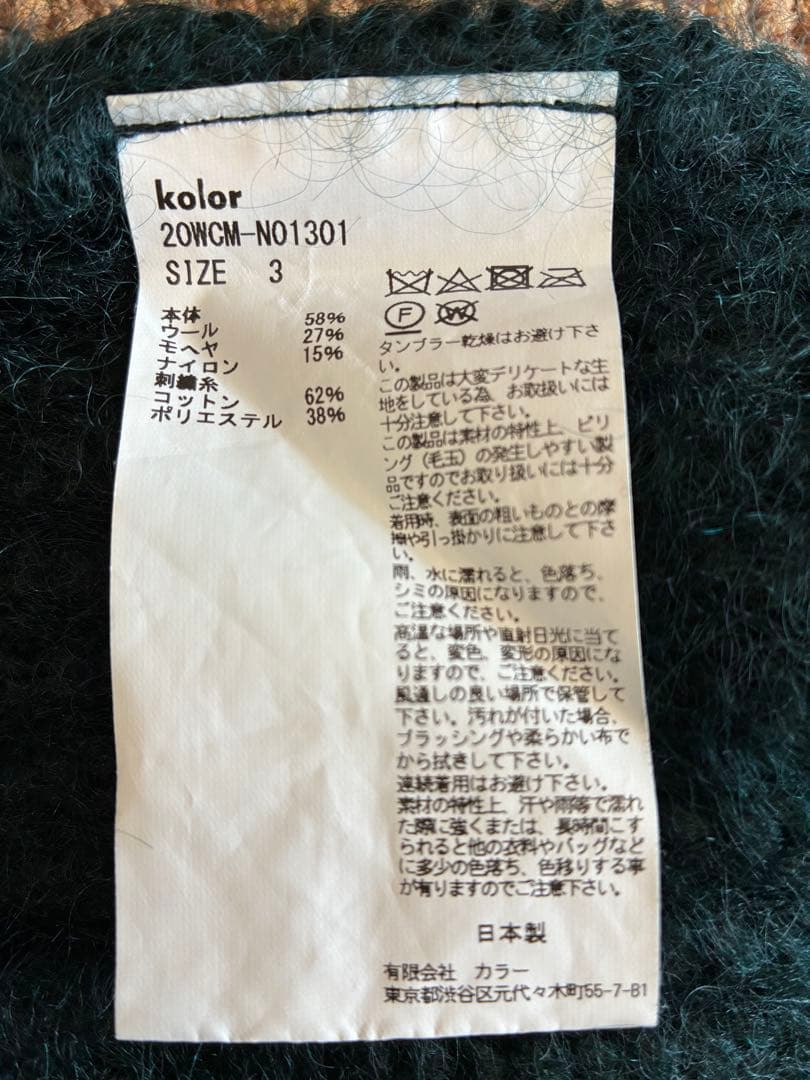 kolor
20WCM-N01301
SIZE 3
本体
ウール 58%
モヘヤ 27%
ナイロン 15%
刺繍糸
コットン 62%
ポリエステル 38%
F
W
タンブラー乾燥はお避け下さ
い。
この製品は大変デリケートな生
地をしている為、お取扱いには
十分注意して下さい。
この製品は素材の特性上、ピリ
ング(毛玉)の発生しやすい製
品ですのでお取り扱いには十分
ご注意ください。
着用時、表面の粗いものとの摩
擦や引っ掛かりに注意して下さ
い。
雨、水に濡れると、色落ち、
シミの原因になりますので、
ご注意ください。
高温な場所や直射日光に当て
ると、変色、変形の原因にな
りますので、ご注意ください。
風通しの良い場所で保管して
下さい。汚れが付いた場合、
ブラッシングや柔らかい布で
から拭きして下さい。
連続着用はお避け下さい。
素材の特性上、汗や雨落で濡れ
た際に強くまたは、長時間こす
られると他の衣料やバッグなど
に多少の色落ち、色移りする事
が有りますのでご注意下さい。
日本製
有限会社 カラー
東京都渋谷区元代々木町55-7-B1